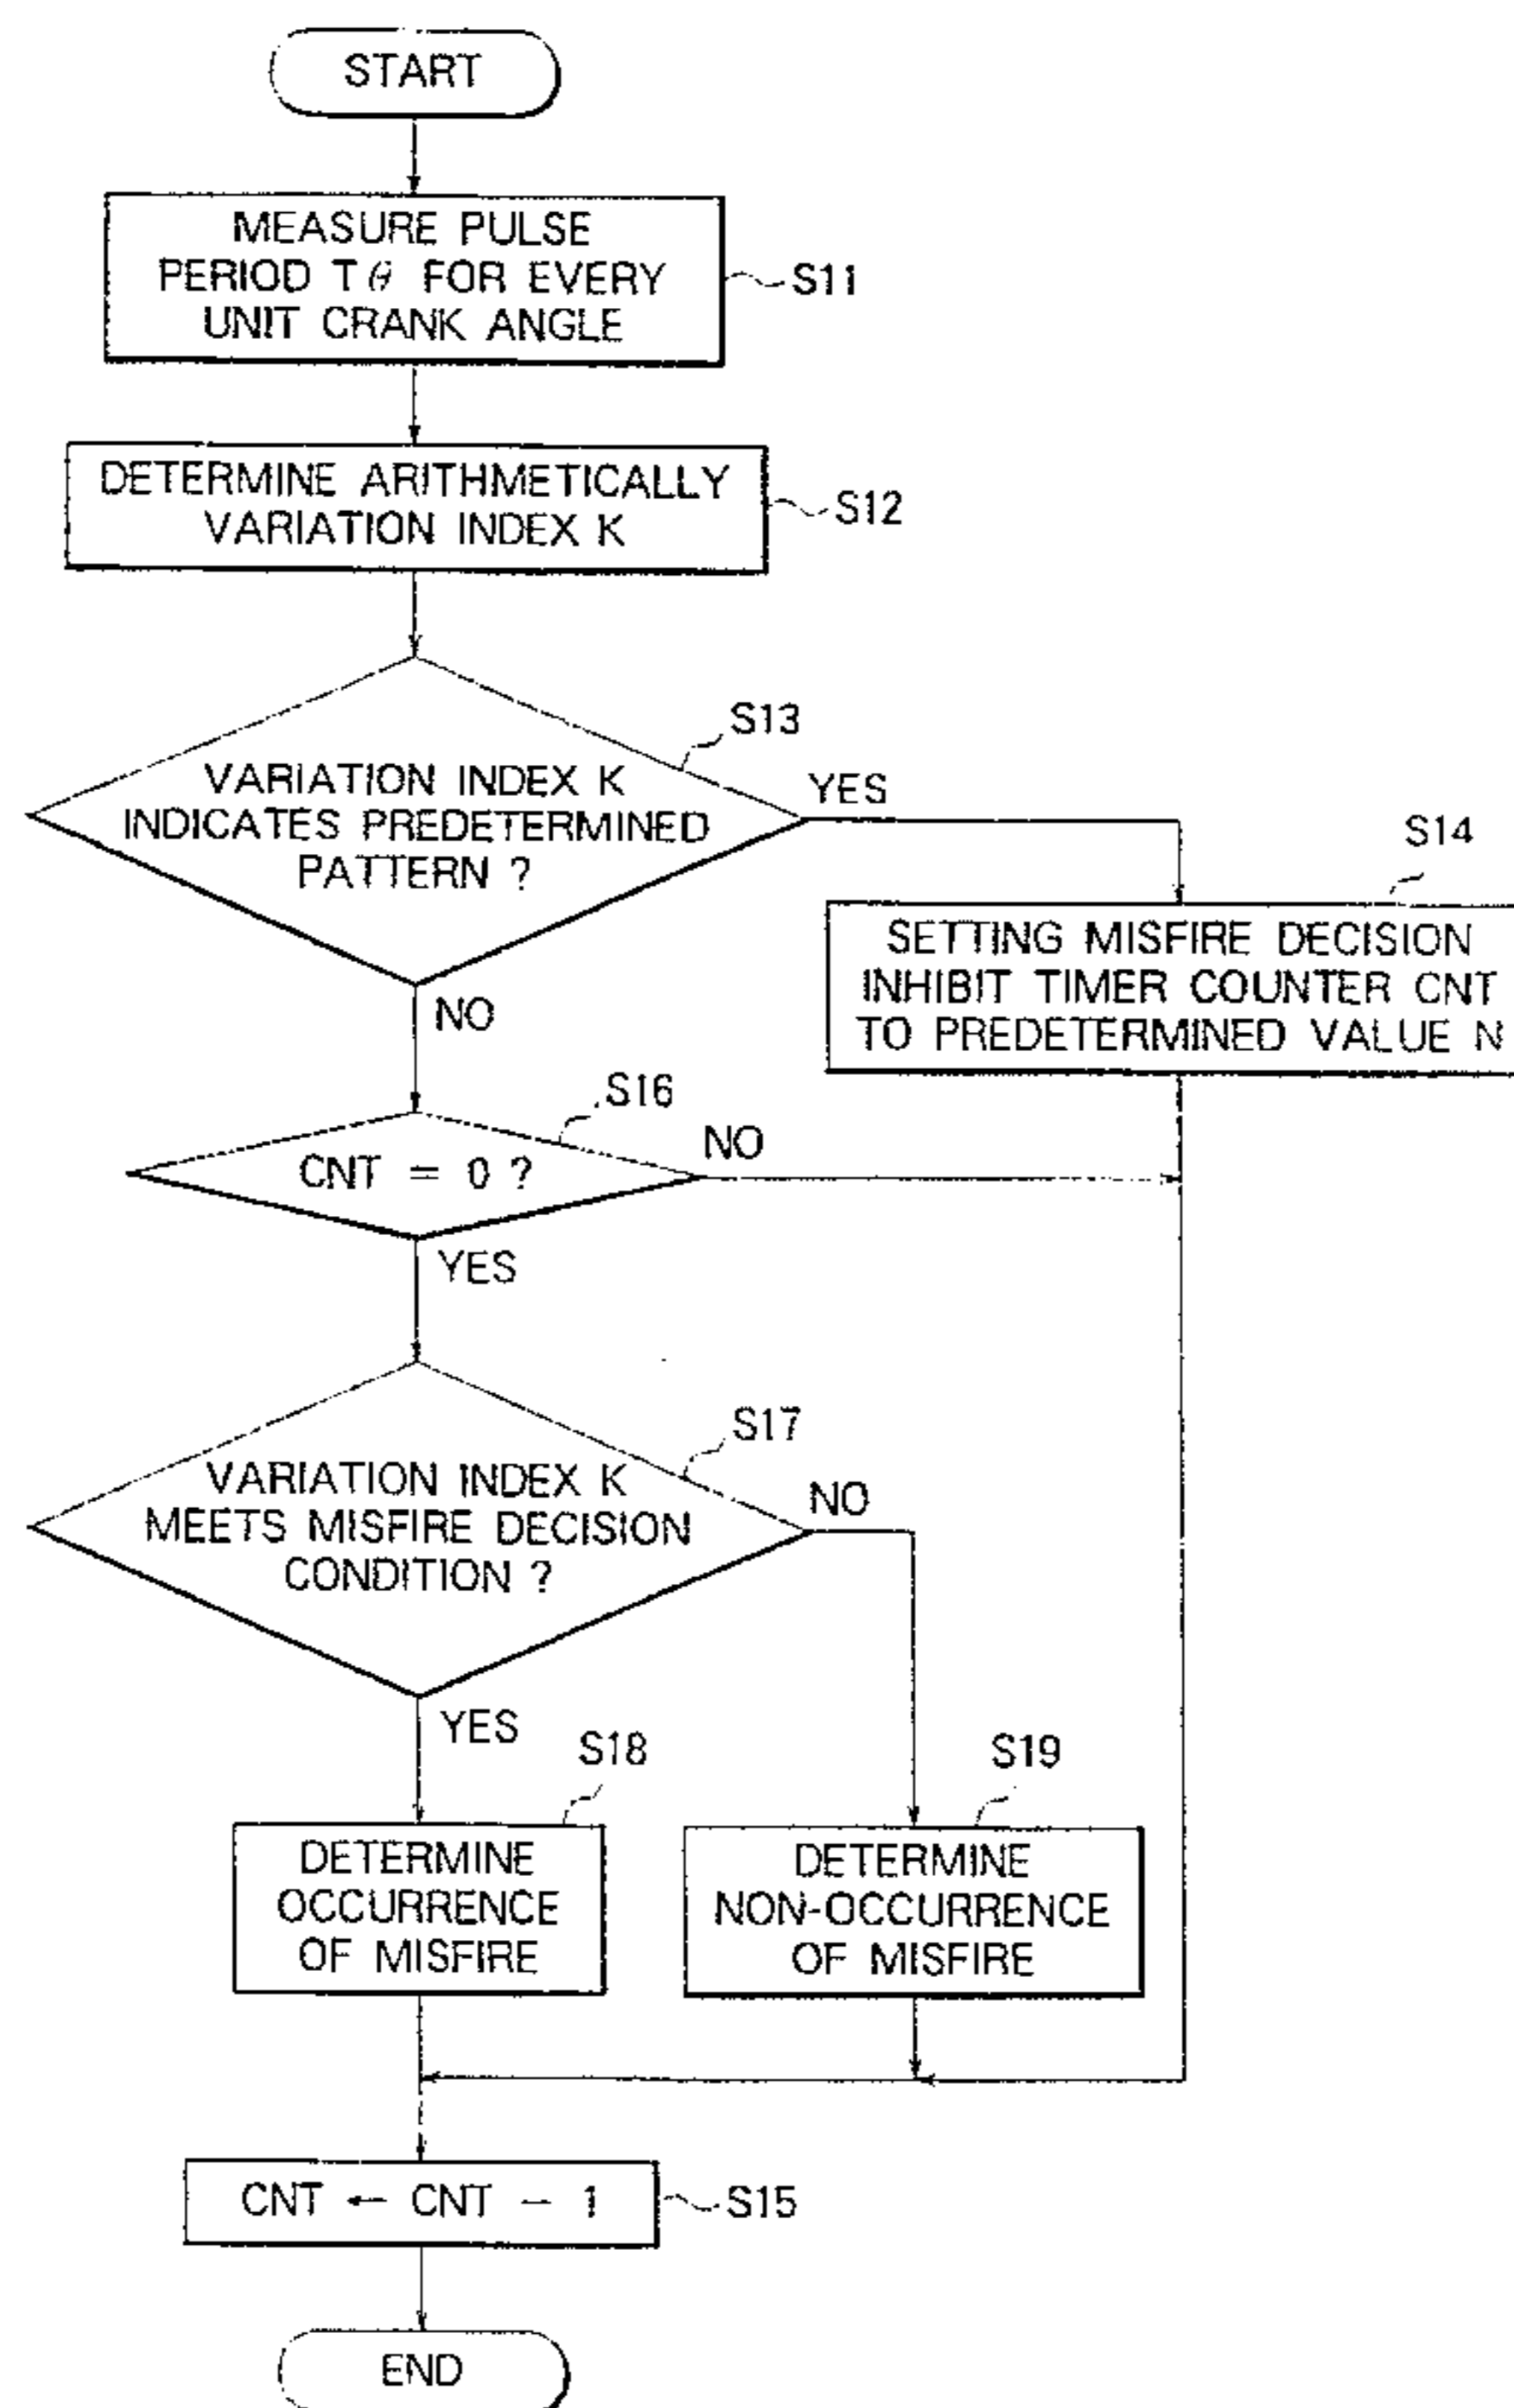 START
MEASURE PULSE
PERIOD Tθ FOR EVERY
UNIT CRANK ANGLE
S11
DETERMINE ARITHMETICALLY
VARIATION INDEX K
S12
S13
VARIATION INDEX K
INDICATES PREDETERMINED
PATTERN ?
YES
NO
S14
SETTING MISFIRE DECISION
INHIBIT TIMER COUNTER CNT
TO PREDETERMINED VALUE N
S16
CNT = 0 ?
NO
YES
S17
VARIATION INDEX K
MEETS MISFIRE DECISION
CONDITION ?
NO
YES
S18
DETERMINE
OCCURRENCE
OF MISFIRE
S19
DETERMINE
NON-OCCURRENCE
OF MISFIRE
CNT ← CNT − 1
S15
END